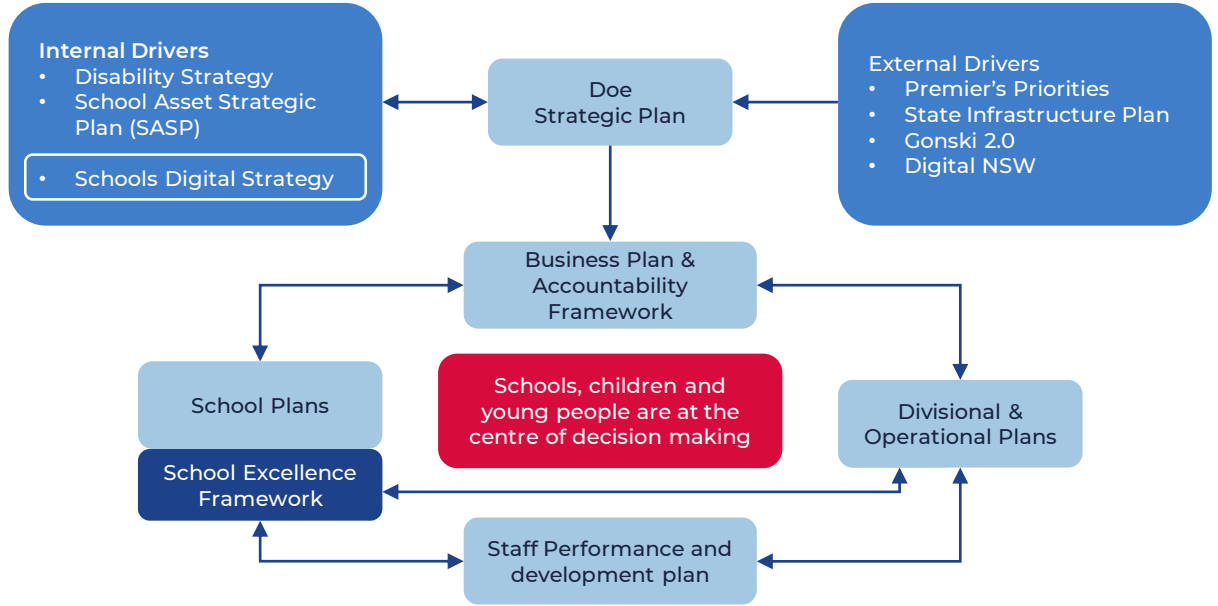 Internal Drivers
• Disability Strategy
• School Asset Strategic
Plan (SASP)
• Schools Digital Strategy
Doe
Strategic Plan
External Drivers
• Premier's Priorities
• State Infrastructure Plan
• Gonski 2.0
• Digital NSW
Business Plan &
Accountability
Framework
School Plans
Schools, children and
young people are at the
centre of decision making
Divisional &
Operational Plans
School Excellence
Framework
Staff Performance and
development plan